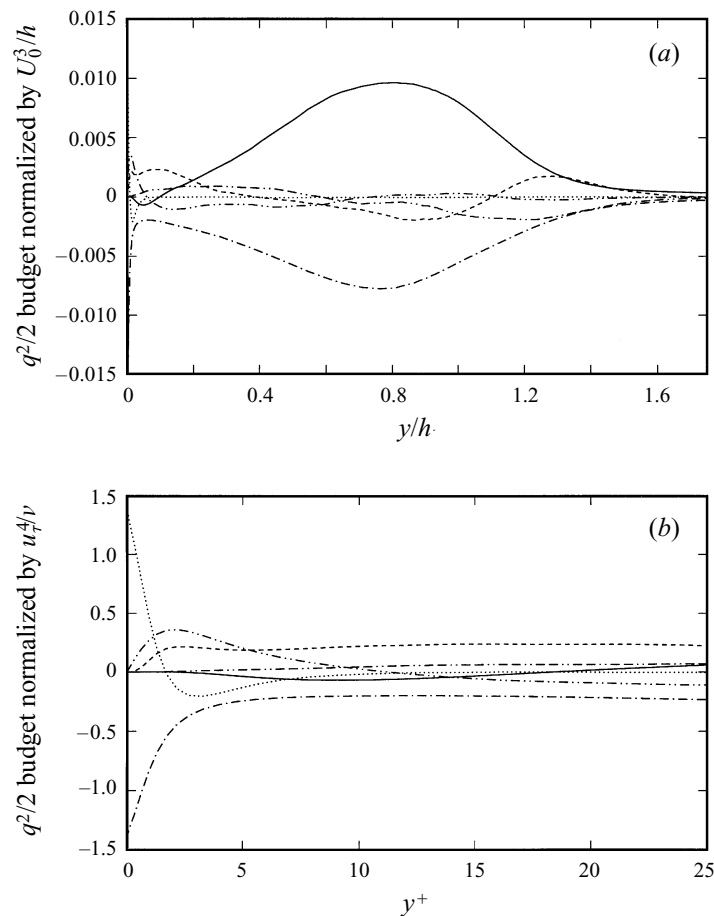 (a)
q²/2 budget normalized by U₀³/h
0.015
0.010
0.005
0
−0.005
−0.010
−0.015
0 0.4 0.8 1.2 1.6
y/h
(b)
q²/2 budget normalized by u_τ⁴/ν
1.5
1.0
0.5
0
−0.5
−1.0
−1.5
0 5 10 15 20 25
y⁺